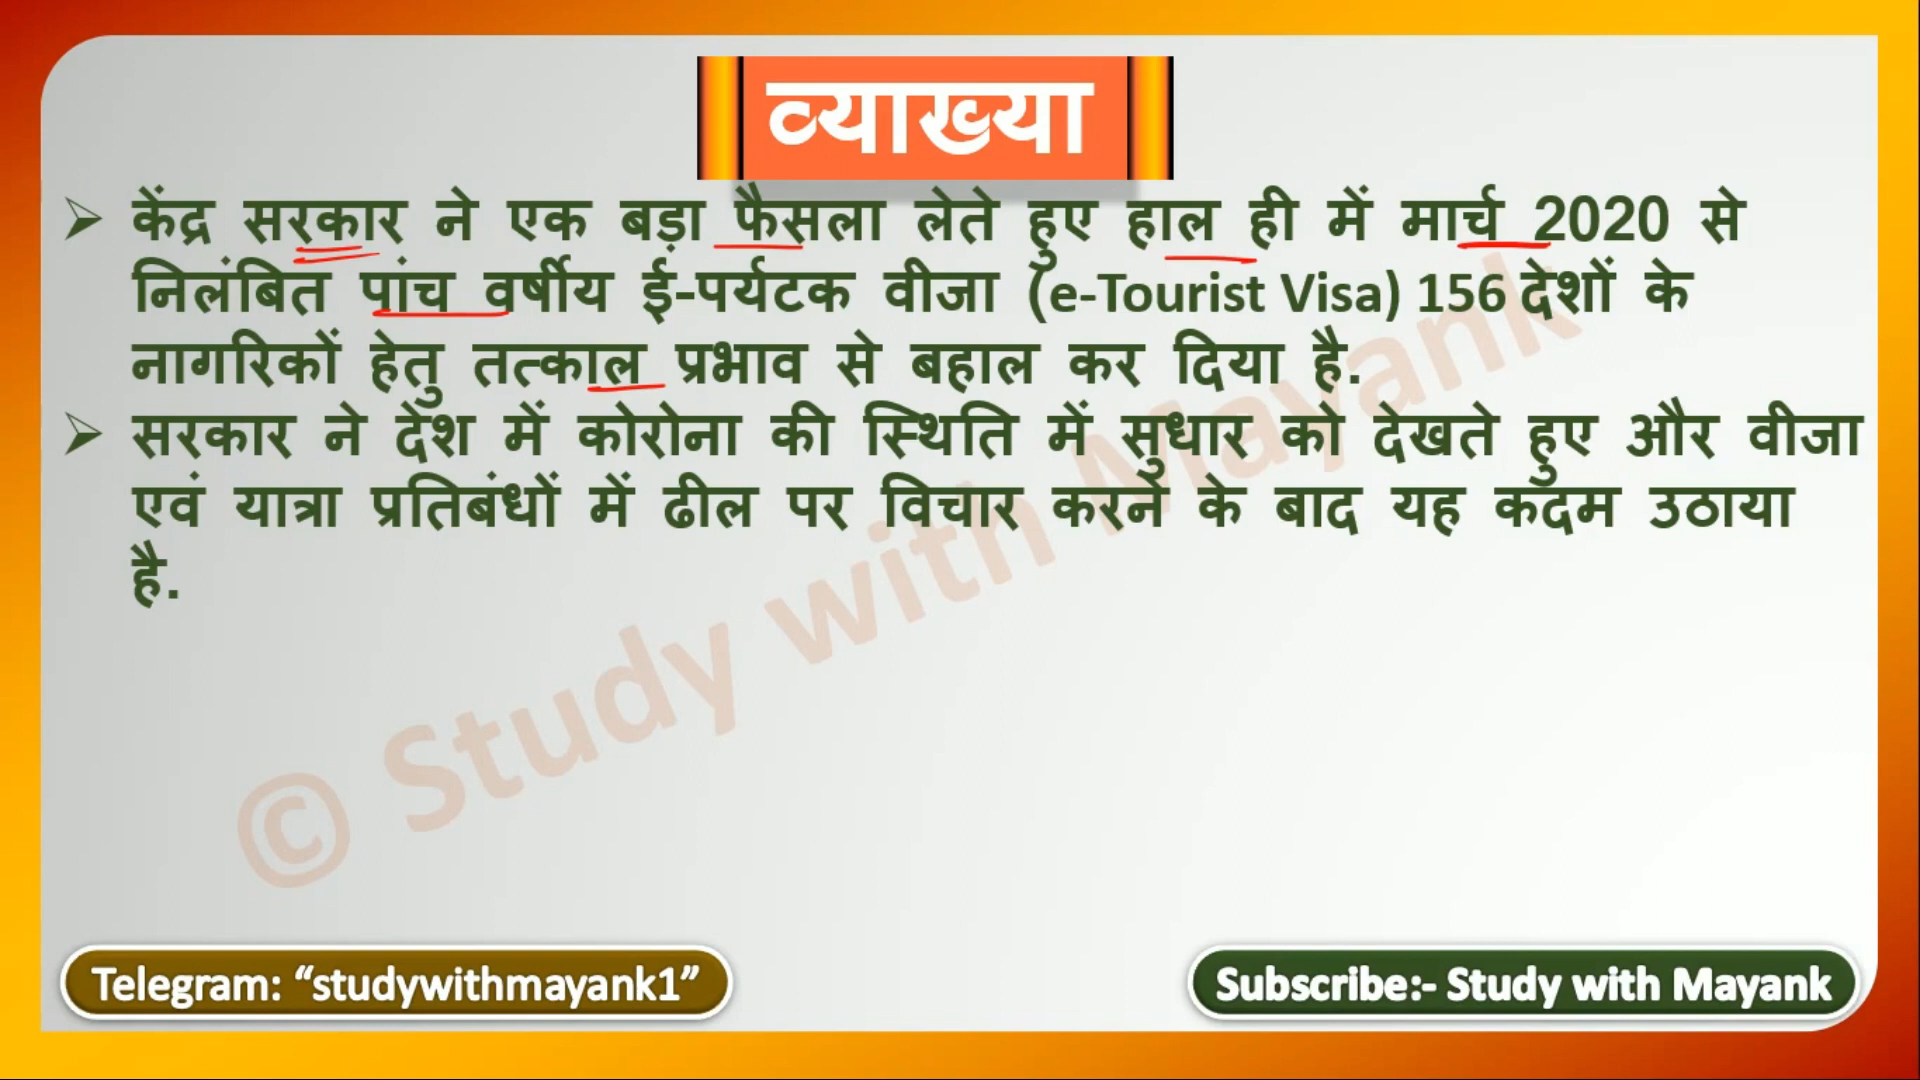 व्याख्या
➢ केंद्र सरकार ने एक बड़ा फैसला लेते हुए हाल ही में मार्च 2020 से
निलंबित पांच वर्षीय ई-पर्यटक वीजा (e-Tourist Visa) 156 देशों के
नागरिकों हेतु तत्काल प्रभाव से बहाल कर दिया है.
➢ सरकार ने देश में कोरोना की स्थिति में सुधार को देखते हुए और वीजा
एवं यात्रा प्रतिबंधों में ढील पर विचार करने के बाद यह कदम उठाया
है.
© Study with Mayank
Telegram: “studywithmayank1”
Subscribe:- Study with Mayank